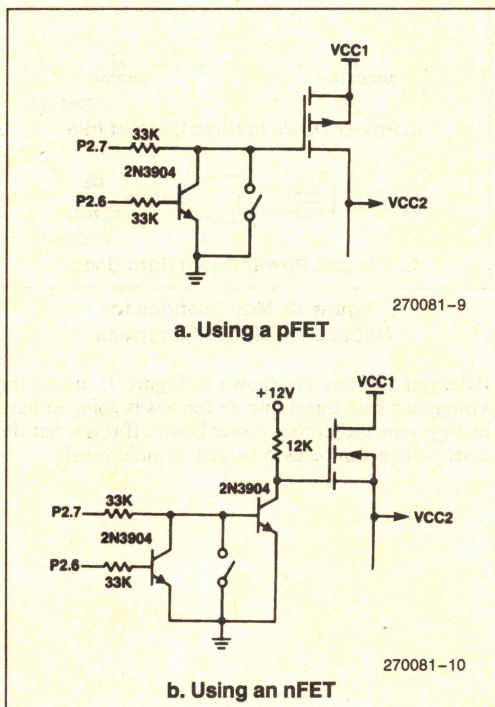 VCC1
33K
P2.7
2N3904
P2.6
33K
VCC2
270081-9
a. Using a pFET
VCC1
+12V
12K
33K
2N3904
P2.7
2N3904
VCC2
P2.6
33K
270081-10
b. Using an nFET